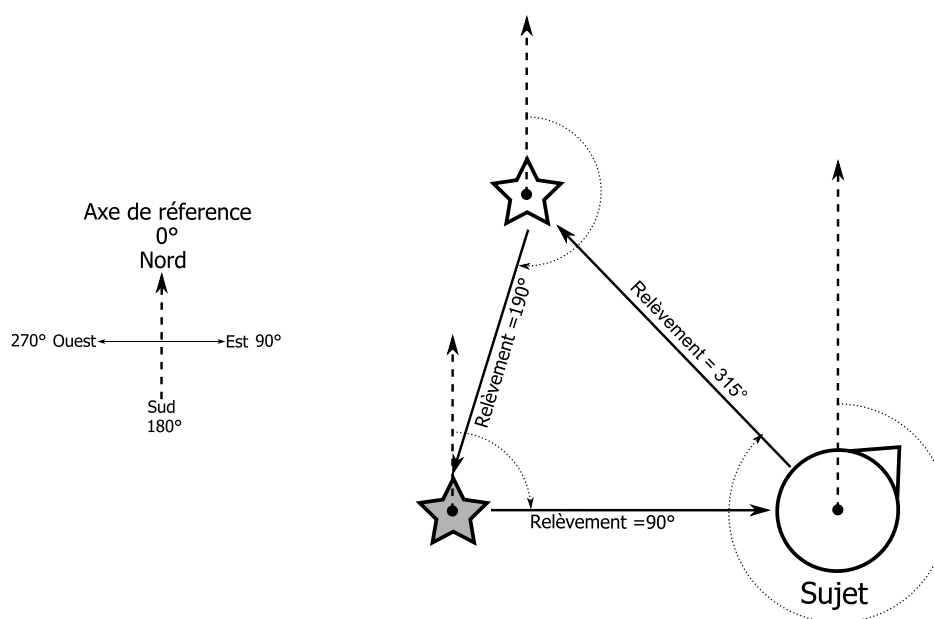 Axe de réference
0°
Nord
270° Ouest
Est 90°
Sud
180°
Relèvement =190°
Relèvement = 315°
Relèvement =90°
Sujet